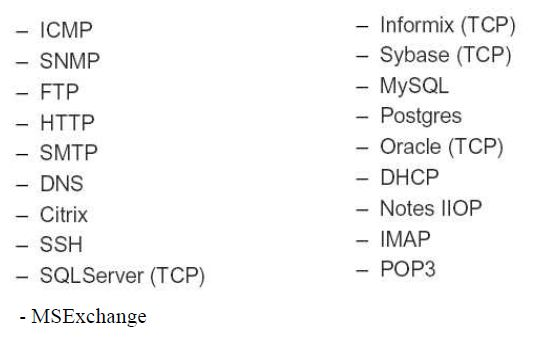 – ICMP
– SNMP
– FTP
– HTTP
– SMTP
– DNS
– Citrix
– SSH
– SQLServer (TCP)
- MSExchange
– Informix (TCP)
– Sybase (TCP)
– MySQL
– Postgres
– Oracle (TCP)
– DHCP
– Notes IIOP
– IMAP
– POP3